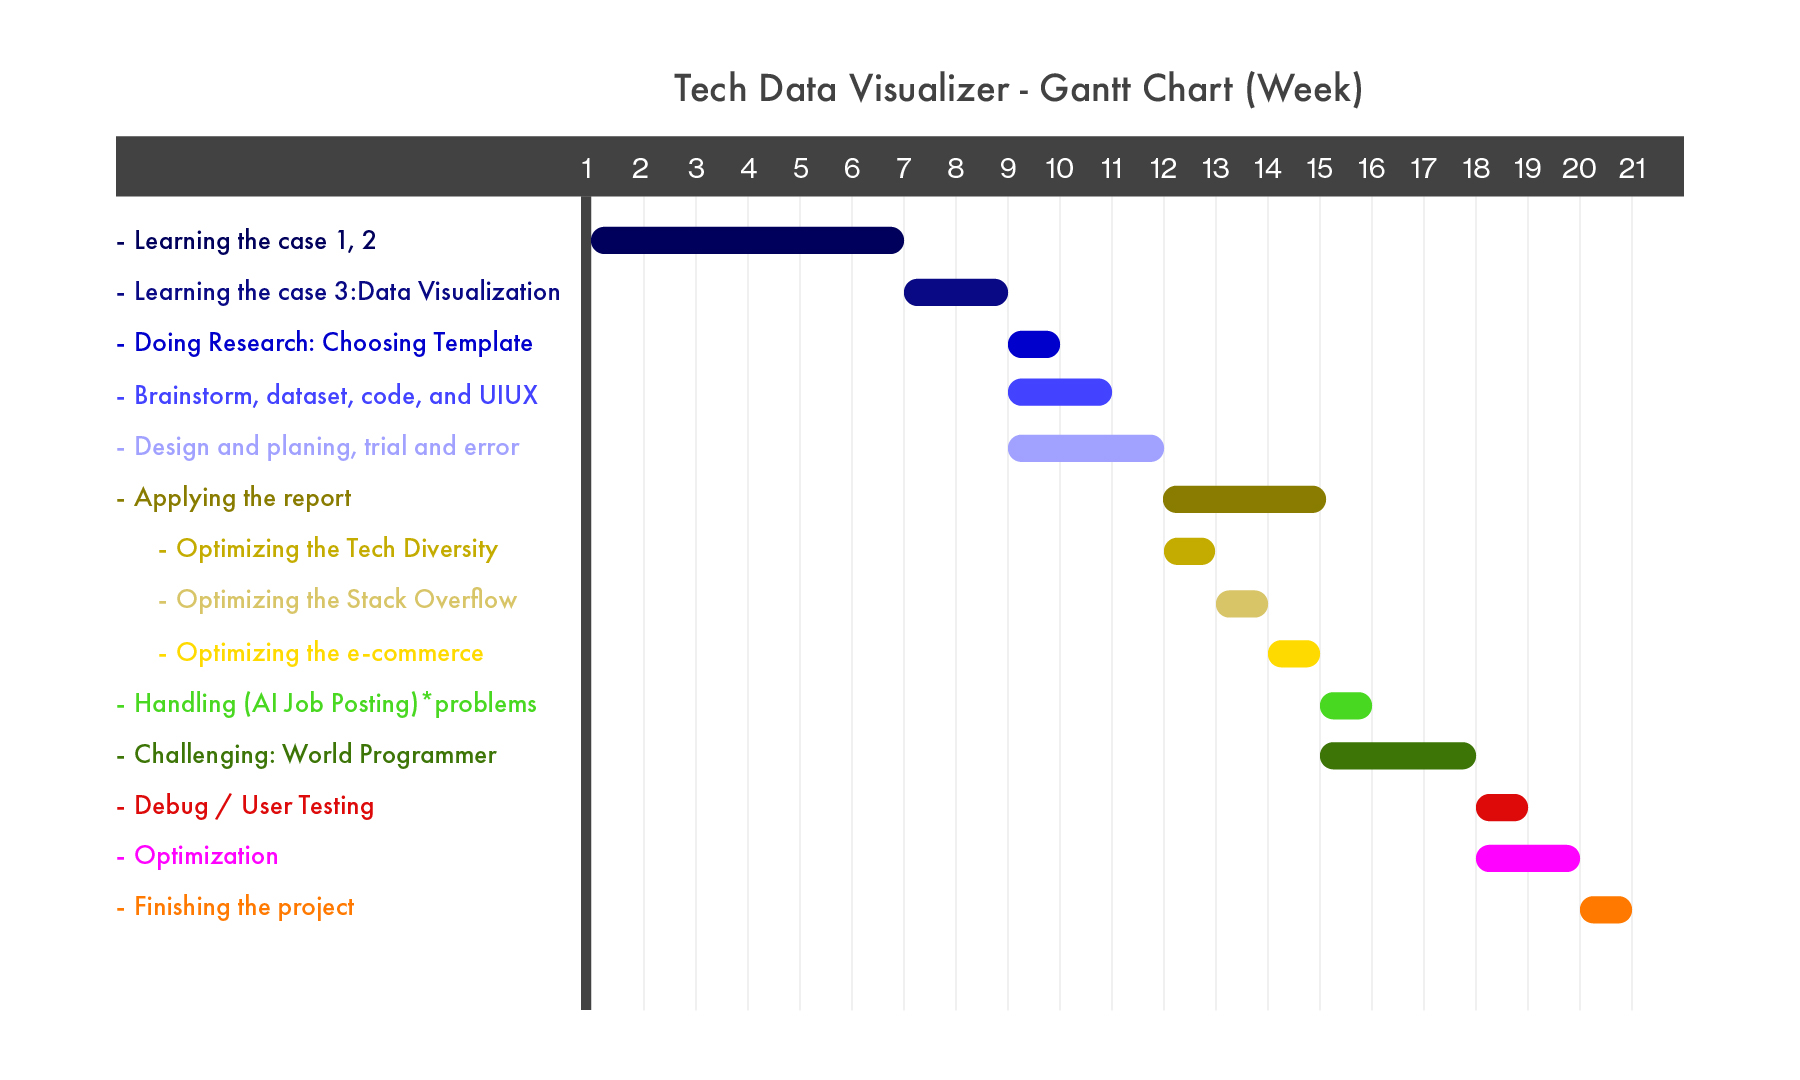 Tech Data Visualizer - Gantt Chart (Week)
1 2 3 4 5 6 7 8 9 10 11 12 13 14 15 16 17 18 19 20 21
- Learning the case 1, 2
- Learning the case 3:Data Visualization
- Doing Research: Choosing Template
- Brainstorm, dataset, code, and UIUX
- Design and planing, trial and error
- Applying the report
- Optimizing the Tech Diversity
- Optimizing the Stack Overflow
- Optimizing the e-commerce
- Handling (AI Job Posting)*problems
- Challenging: World Programmer
- Debug / User Testing
- Optimization
- Finishing the project